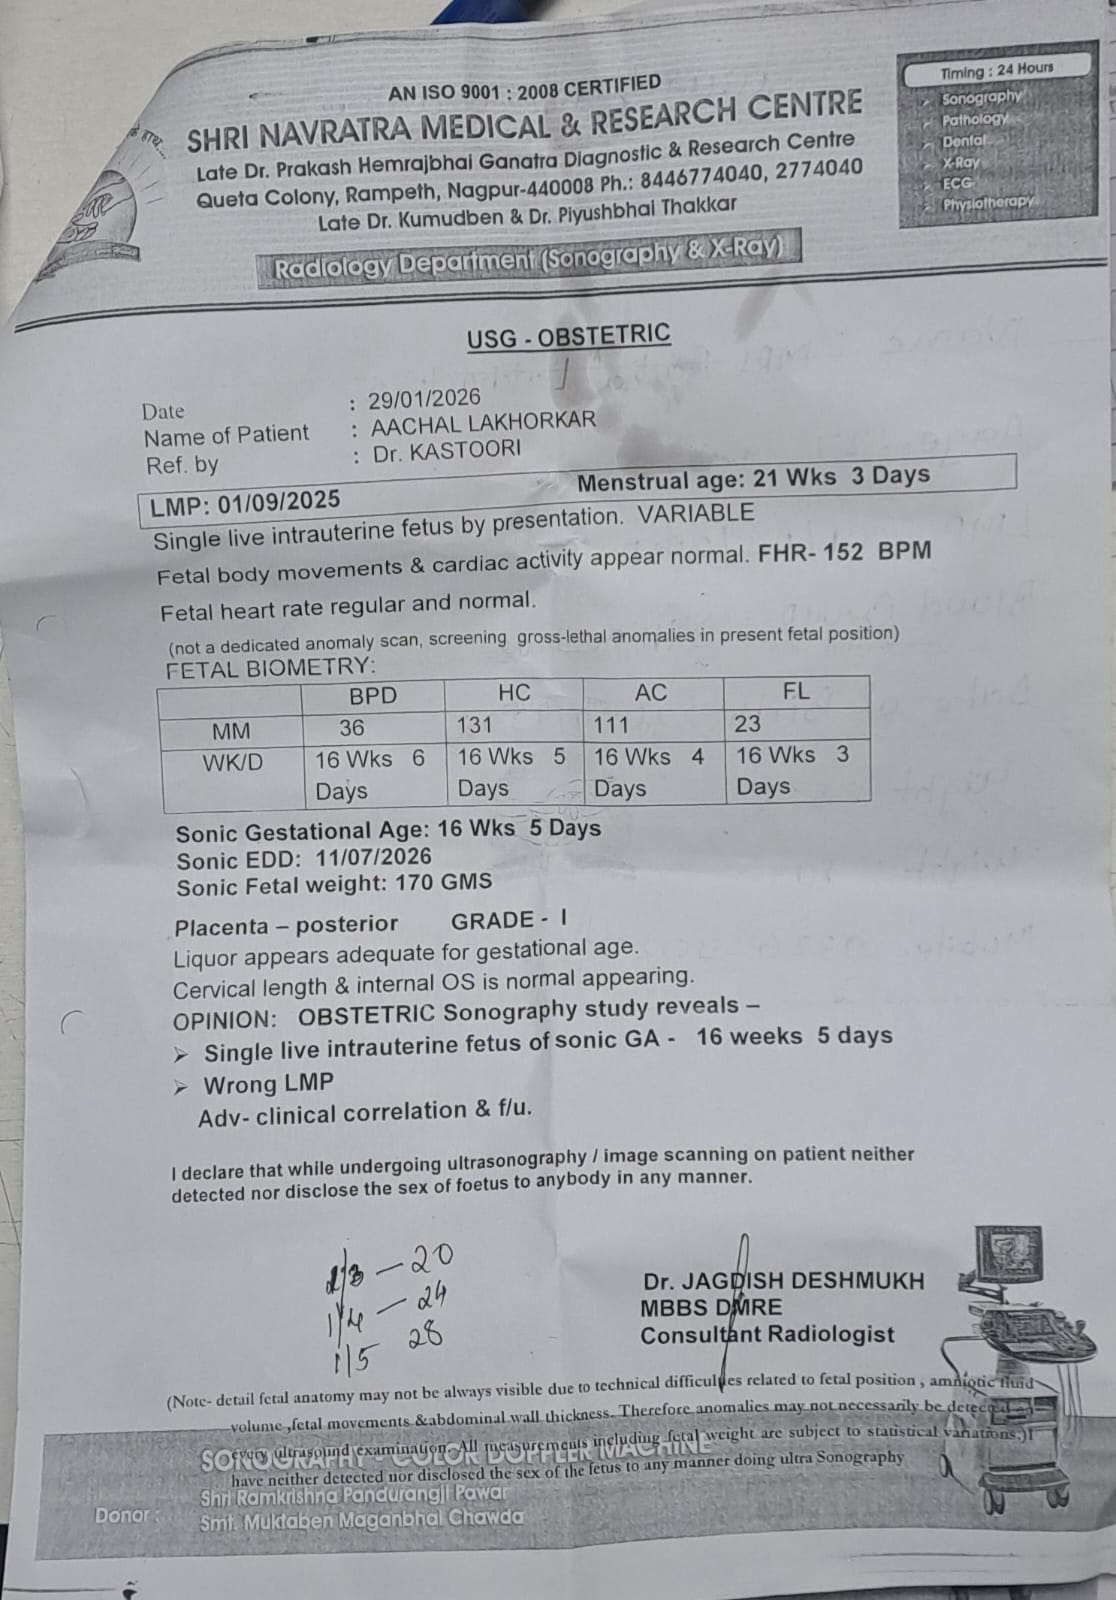 AN ISO 9001 : 2008 CERTIFIED
SHRI NAVRATRA MEDICAL & RESEARCH CENTRE
Late Dr. Prakash Hemrajbhai Ganatra Diagnostic & Research Centre
Queta Colony, Rampeth, Nagpur-440008 Ph.: 8446774040, 2774040
Late Dr. Kumudben & Dr. Piyushbhai Thakkar
Radiology Department (Sonography & X-Ray)
Timing : 24 Hours
Sonography
Pathology
Dental
X-Ray
ECG
Physiotherapy
USG - OBSTETRIC
Date : 29/01/2026
Name of Patient : AACHAL LAKHORKAR
Ref. by : Dr. KASTOORI
LMP: 01/09/2025 Menstrual age: 21 Wks 3 Days
Single live intrauterine fetus by presentation. VARIABLE
Fetal body movements & cardiac activity appear normal. FHR- 152 BPM
Fetal heart rate regular and normal.
(not a dedicated anomaly scan, screening gross-lethal anomalies in present fetal position)
FETAL BIOMETRY:
BPD HC AC FL
MM 36 131 111 23
WK/D 16 Wks 6 Days 16 Wks 5 Days 16 Wks 4 Days 16 Wks 3 Days
Sonic Gestational Age: 16 Wks 5 Days
Sonic EDD: 11/07/2026
Sonic Fetal weight: 170 GMS
Placenta – posterior GRADE - I
Liquor appears adequate for gestational age.
Cervical length & internal OS is normal appearing.
OPINION: OBSTETRIC Sonography study reveals –
➢ Single live intrauterine fetus of sonic GA - 16 weeks 5 days
➢ Wrong LMP
Adv- clinical correlation & f/u.
I declare that while undergoing ultrasonography / image scanning on patient neither
detected nor disclose the sex of foetus to anybody in any manner.
— 20
1/4 — 24
1/5 28
Dr. JAGDISH DESHMUKH
MBBS DMRE
Consultant Radiologist
(Note- detail fetal anatomy may not be always visible due to technical difficulties related to fetal position , amniotic fluid
volume ,fetal movements &abdominal wall thickness. Therefore anomalies may not necessarily be detected on
every ultrasound examination. All measurements including fetal weight are subject to statistical variations.)I
have neither detected nor disclosed the sex of the fetus to any manner doing ultra Sonography
SONOGRAPHY - COLOR DOPPLER MACHINE
Donor : Shri Ramkrishna Pandurangji Pawar
Smt. Muktaben Maganbhai Chawda